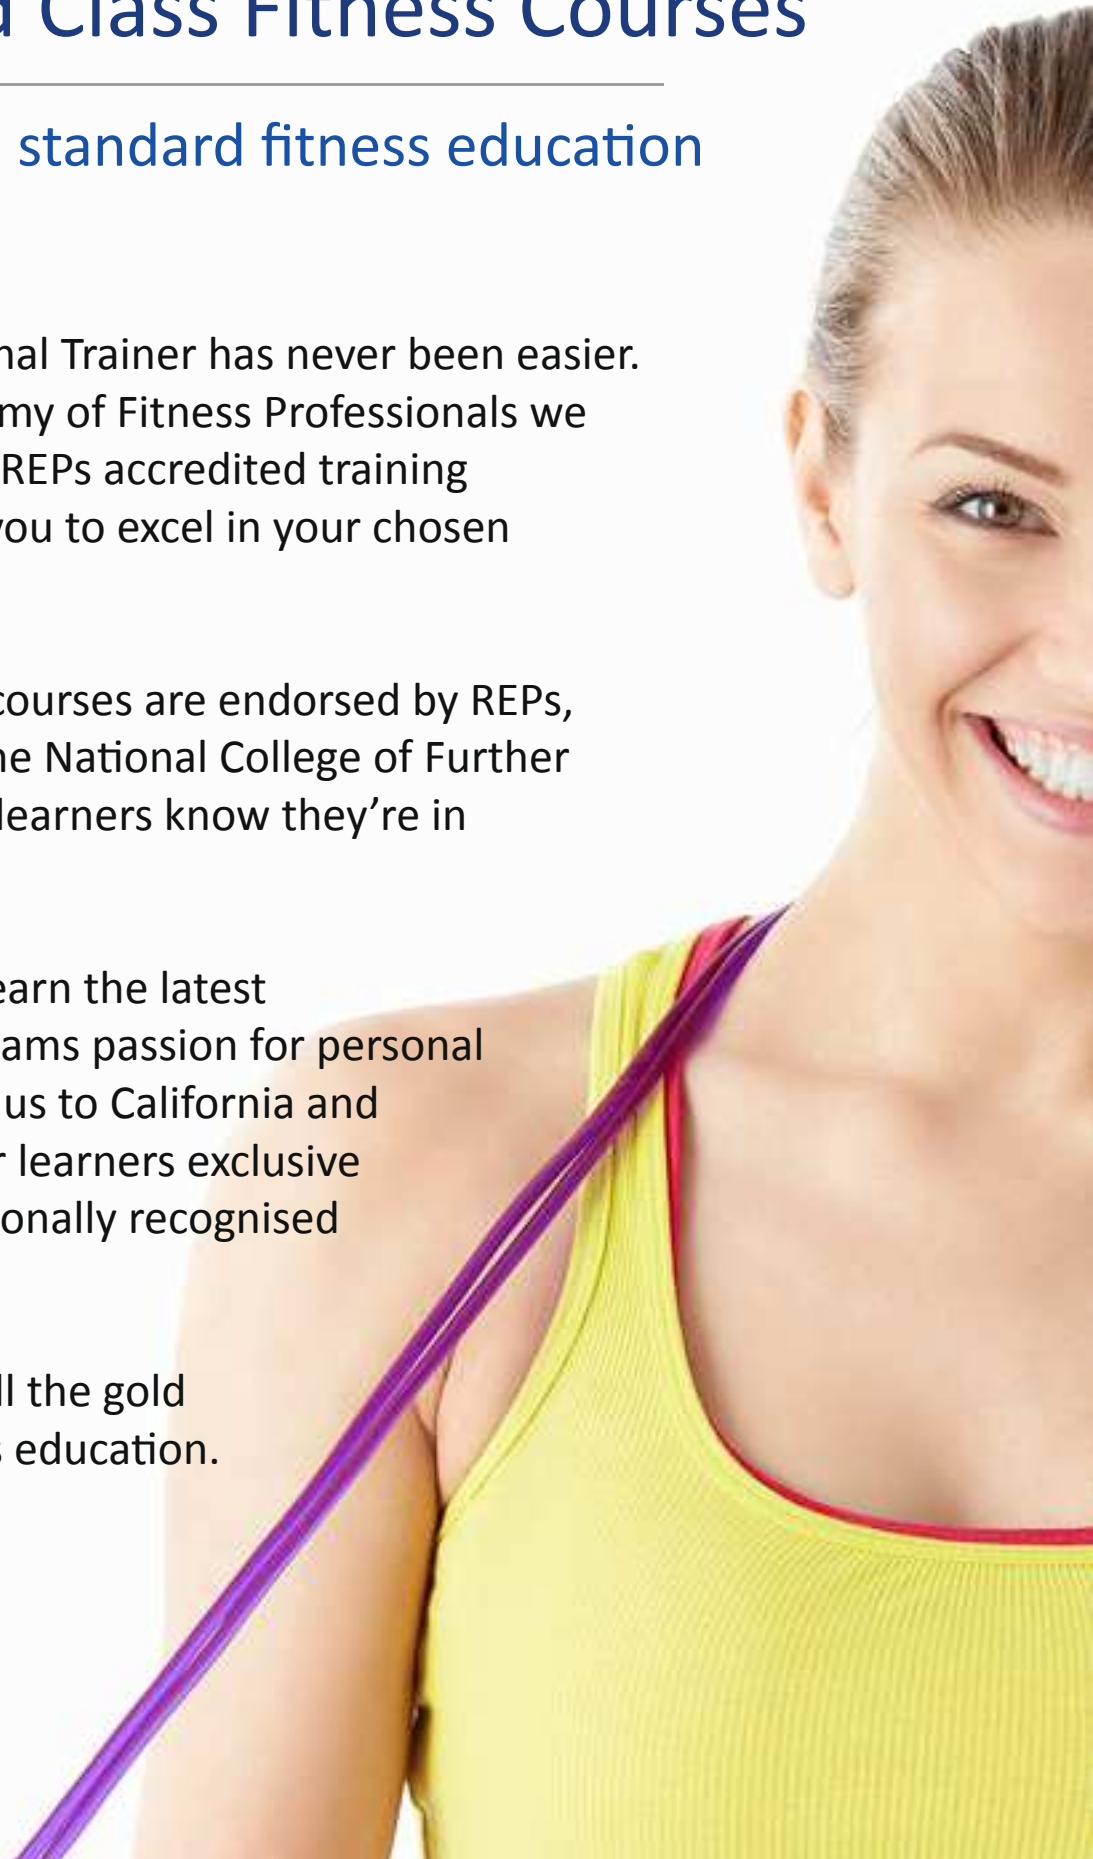 d Class Fitness Courses
standard fitness education
nal Trainer has never been easier.
my of Fitness Professionals we
REPs accredited training
you to excel in your chosen
courses are endorsed by REPs,
he National College of Further
learners know they're in
earn the latest
ams passion for personal
us to California and
r learners exclusive
onally recognised
ll the gold
s education.